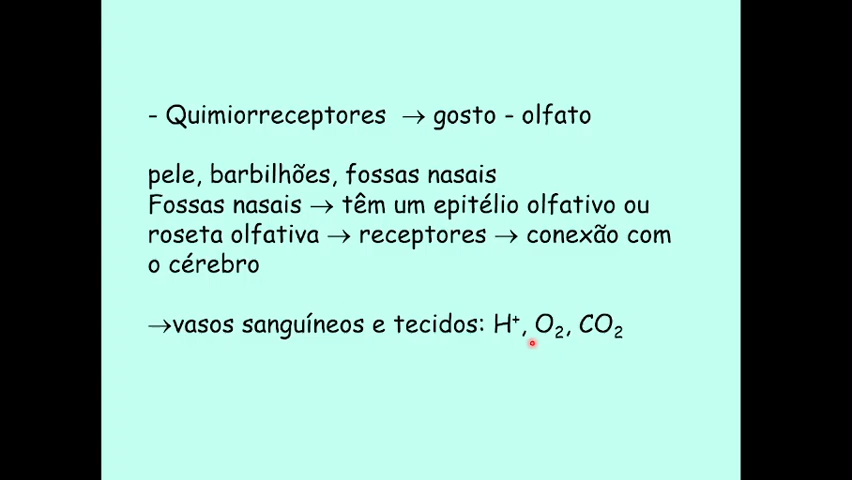 - Quimiorreceptores → gosto - olfato
pele, barbilhões, fossas nasais
Fossas nasais → têm um epitélio olfativo ou
roseta olfativa → receptores → conexão com
o cérebro
→vasos sanguíneos e tecidos: H⁺, O₂, CO₂